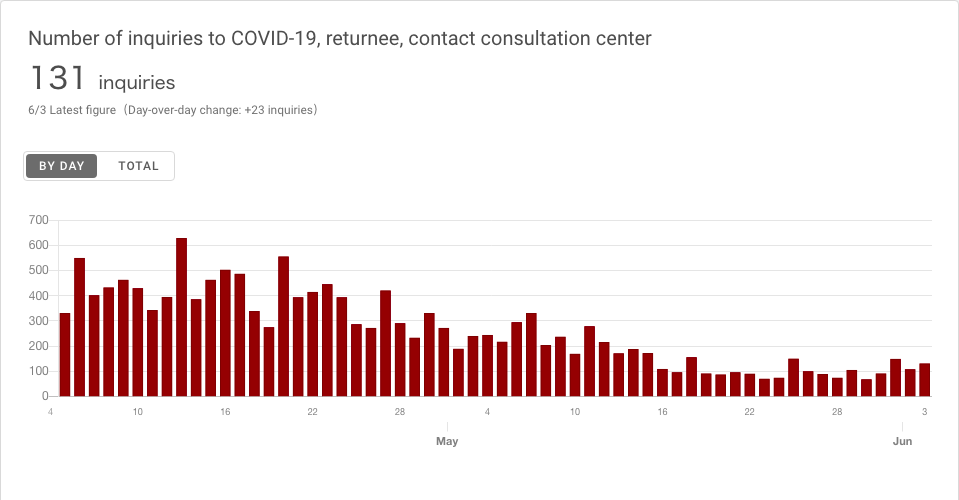 Number of inquiries to COVID-19, returnee, contact consultation center
131 inquiries
6/3 Latest figure（Day-over-day change: +23 inquiries）
BY DAY TOTAL
700
600
500
400
300
200
100
0
4 10 16 22 28 4 10 16 22 28 3
May Jun